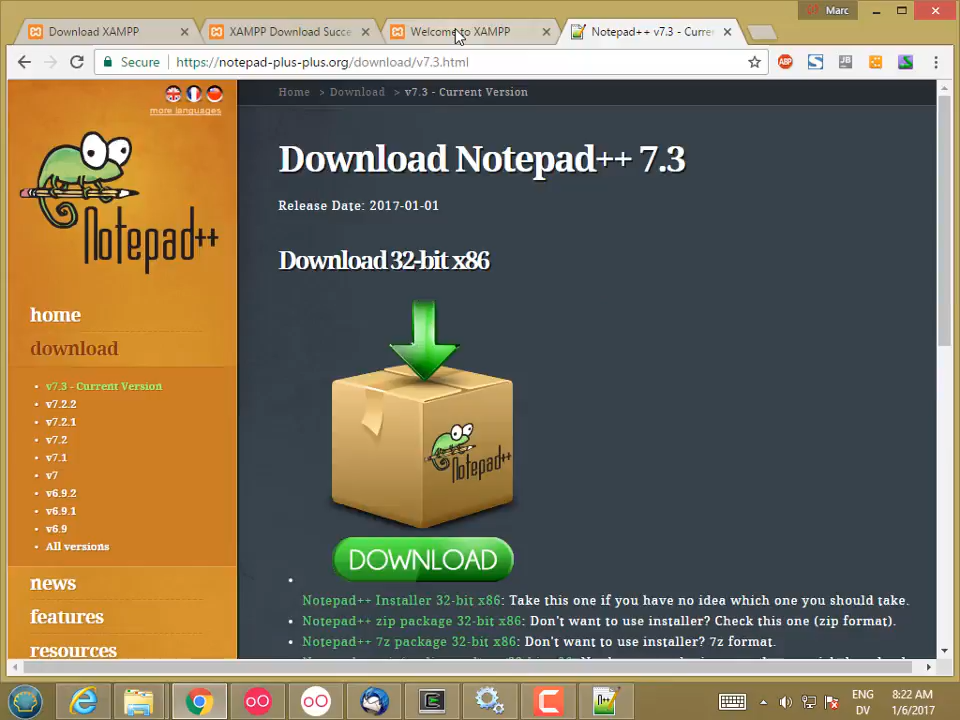 Marc
Download XAMPP
XAMPP Download Succe
Welcome to XAMPP
Notepad++ v7.3 - Curre
Secure
https://notepad-plus-plus.org/download/v7.3.html
ABP
JB
more languages
Home > Download > v7.3 - Current Version
Notepad++
Download Notepad++ 7.3
Release Date: 2017-01-01
Download 32-bit x86
home
download
v7.3 - Current Version
v7.2.2
v7.2.1
v7.2
v7.1
v7
v6.9.2
v6.9.1
v6.9
All versions
news
features
resources
Notepad++
DOWNLOAD
Notepad++ Installer 32-bit x86: Take this one if you have no idea which one you should take.
Notepad++ zip package 32-bit x86: Don't want to use installer? Check this one (zip format).
Notepad++ 7z package 32-bit x86: Don't want to use installer? 7z format.
ENG
DV
8:22 AM
1/6/2017